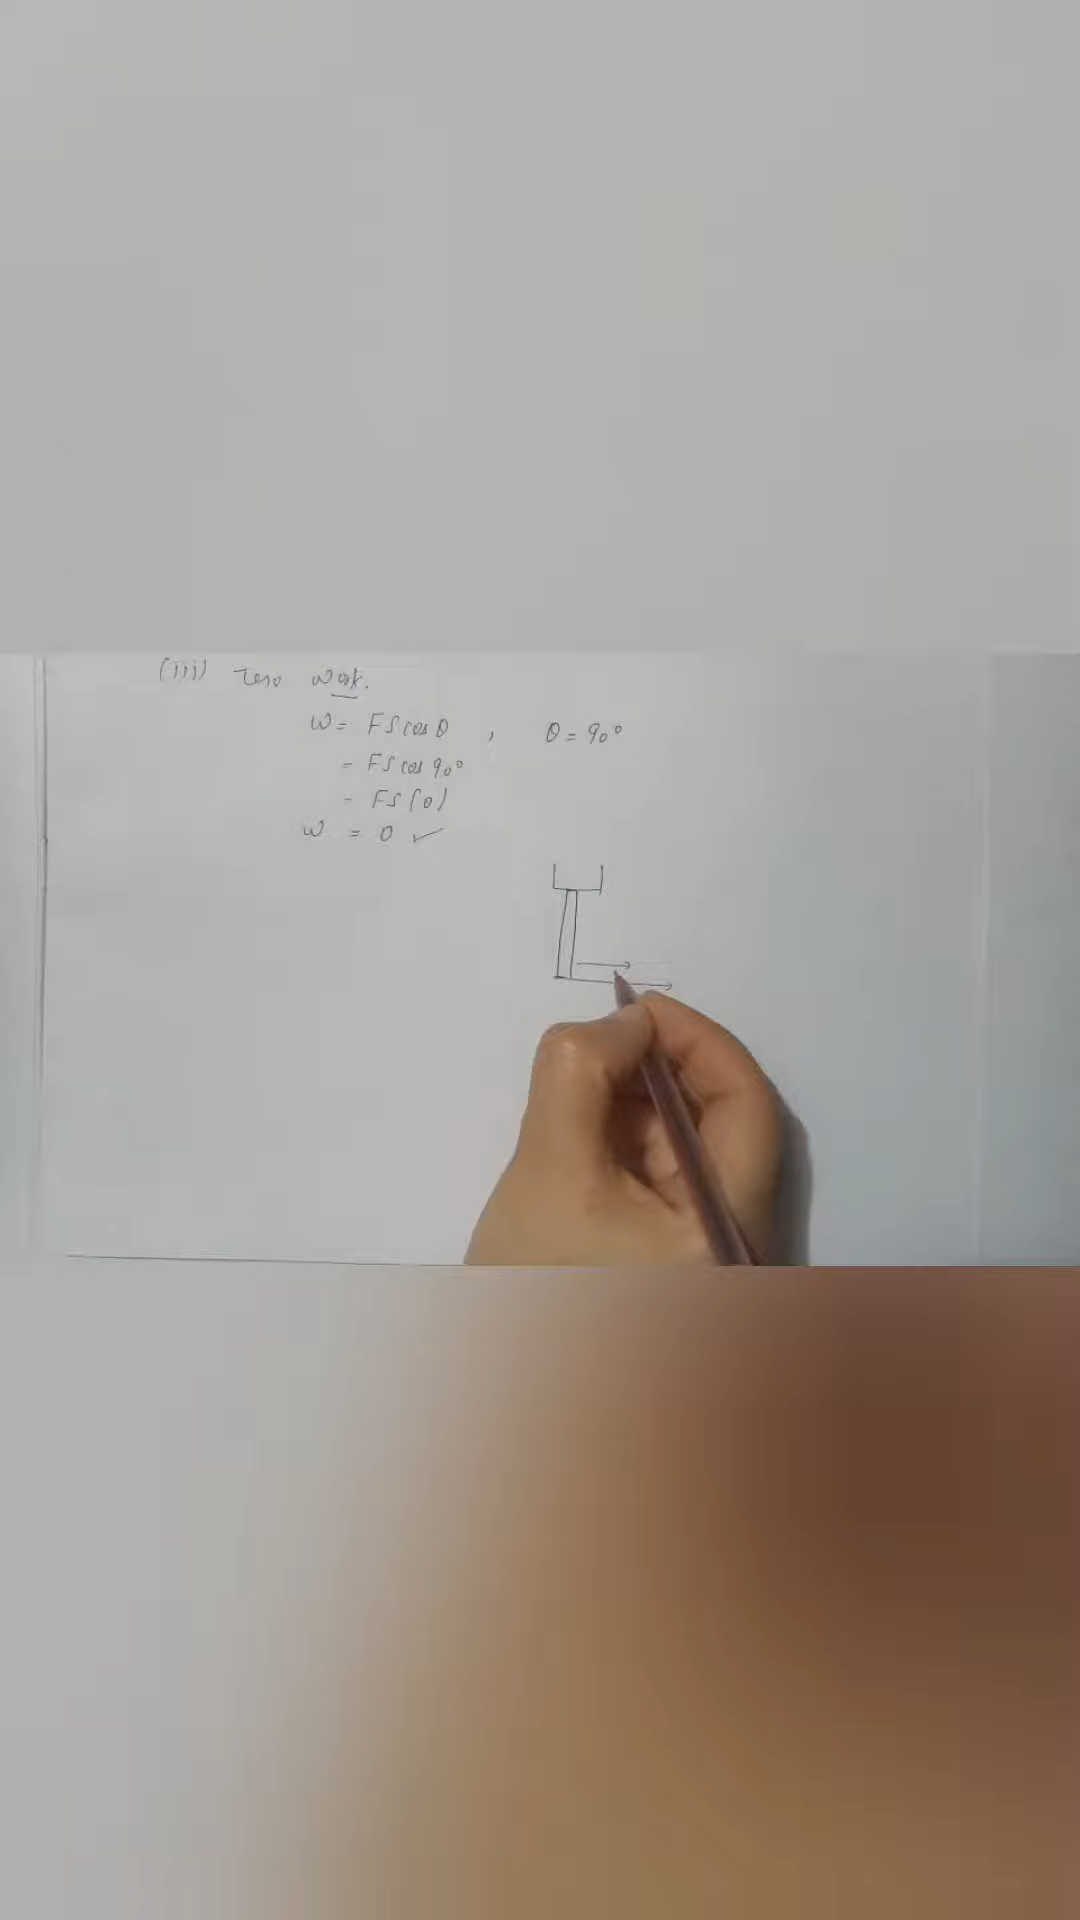 (iii) Zero Work.
W = FS cos θ , θ = 90°
= FS cos 90°
= FS (0)
W = 0 ✓